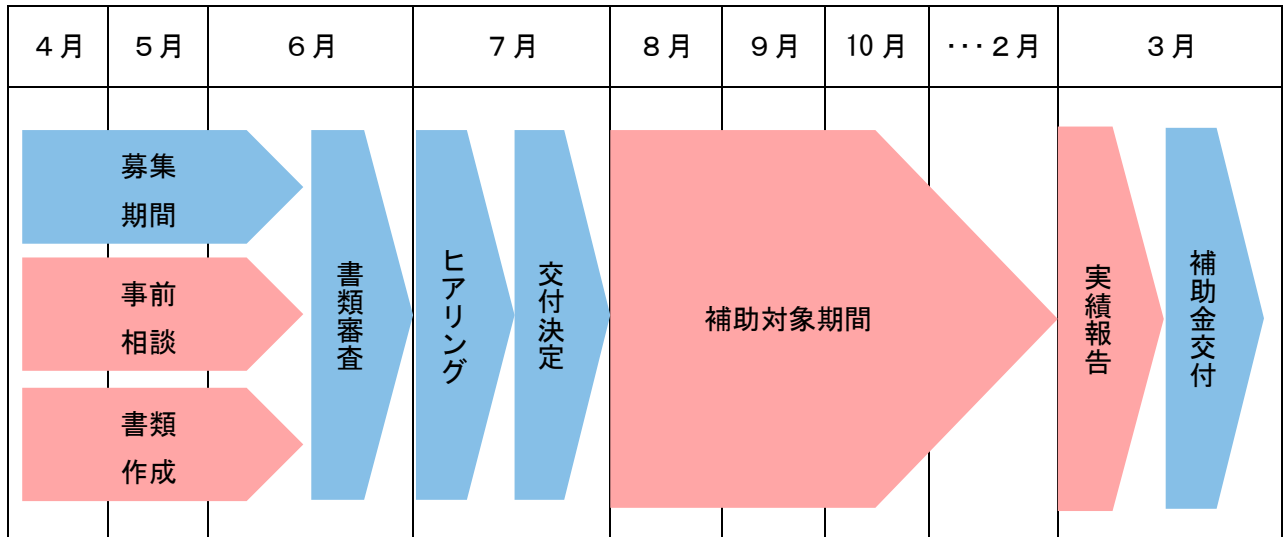 ４月 ５月 ６月 ７月 ８月 ９月 10月 ･･･２月 ３月
募集
期間
事前
相談
書類
作成
書類審査
ヒアリング
交付決定
補助対象期間
実績報告
補助金交付